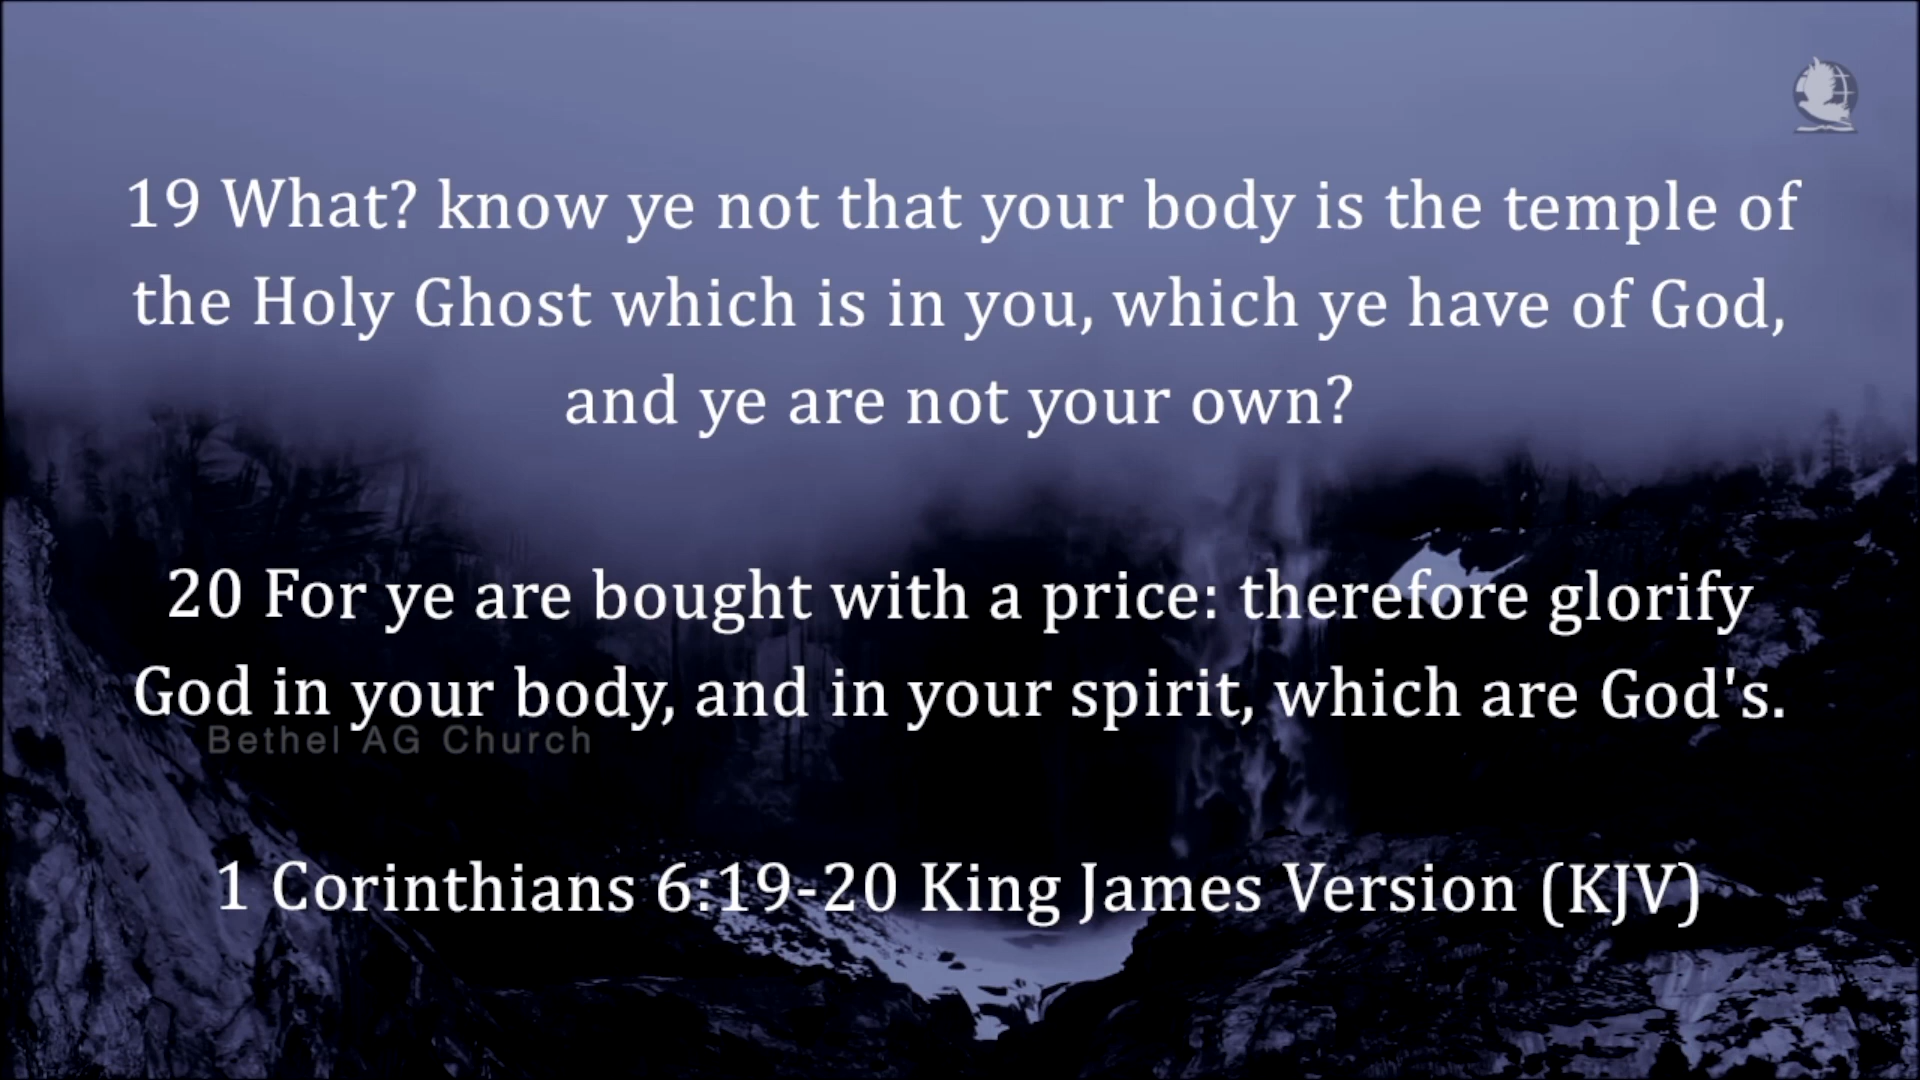 19 What? know ye not that your body is the temple of
the Holy Ghost which is in you, which ye have of God,
and ye are not your own?
20 For ye are bought with a price: therefore glorify
God in your body, and in your spirit, which are God's.
Bethel AG Church
1 Corinthians 6:19-20 King James Version (KJV)